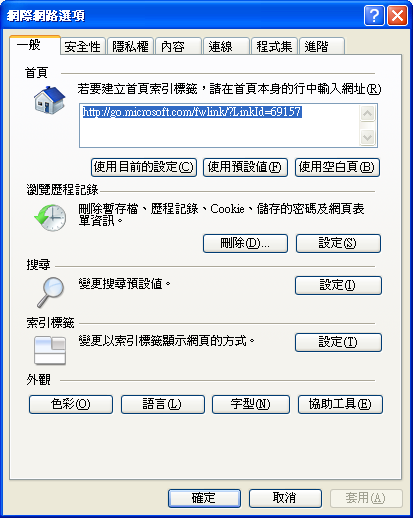 網際網路選項
一般 安全性 隱私權 內容 連線 程式集 進階
首頁
若要建立首頁索引標籤，請在首頁本身的行中輸入網址(R)
http://go.microsoft.com/fwlink/?LinkId=69157
使用目前的設定(C) 使用預設值(F) 使用空白頁(B)
瀏覽歷程記錄
刪除暫存檔、歷程記錄、Cookie、儲存的密碼及網頁表
單資訊。
刪除(D)... 設定(S)
搜尋
變更搜尋預設值。 設定(I)
索引標籤
變更以索引標籤顯示網頁的方式。 設定(T)
外觀
色彩(O) 語言(L) 字型(N) 協助工具(E)
確定 取消 套用(A)